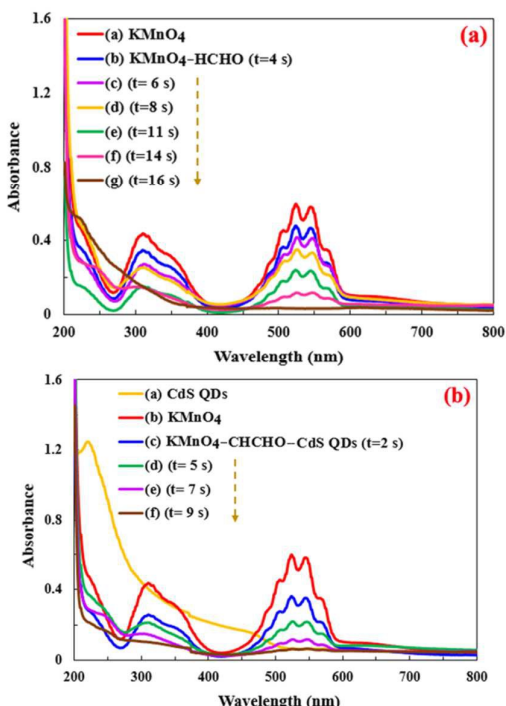 1.6
1.2
0.8
0.4
0
Absorbance
(a)
(a) KMnO4
(b) KMnO4-HCHO (t=4 s)
(c) (t= 6 s)
(d) (t=8 s)
(e) (t=11 s)
(f) (t=14 s)
(g) (t=16 s)
200 300 400 500 600 700 800
Wavelength (nm)
1.6
1.2
0.8
0.4
0
Absorbance
(b)
(a) CdS QDs
(b) KMnO4
(c) KMnO4-CHCHO-CdS QDs (t=2 s)
(d) (t= 5 s)
(e) (t= 7 s)
(f) (t= 9 s)
200 300 400 500 600 700 800
Wavelength (nm)